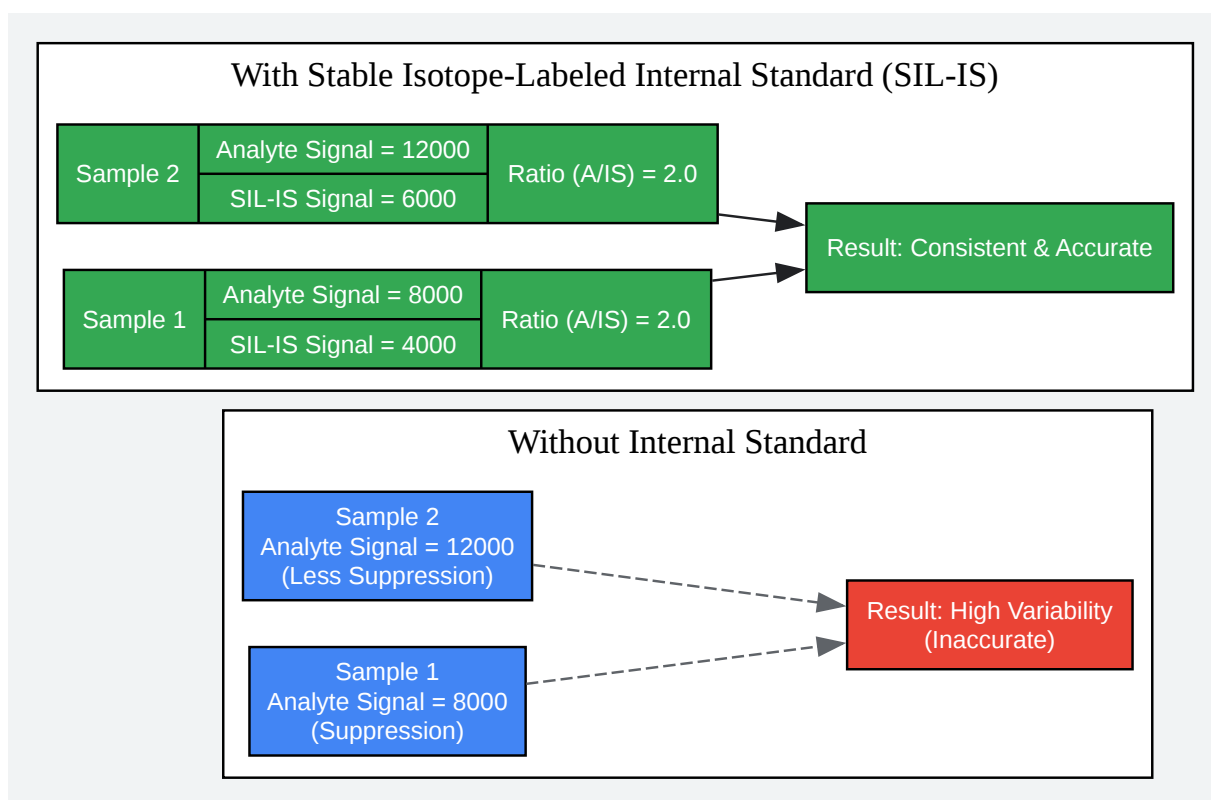 With Stable Isotope-Labeled Internal Standard (SIL-IS)
Sample 2
Analyte Signal = 12000
SIL-IS Signal = 6000
Ratio (A/IS) = 2.0
Result: Consistent & Accurate
Sample 1
Analyte Signal = 8000
SIL-IS Signal = 4000
Ratio (A/IS) = 2.0
Without Internal Standard
Sample 2
Analyte Signal = 12000
(Less Suppression)
Result: High Variability
(Inaccurate)
Sample 1
Analyte Signal = 8000
(Suppression)